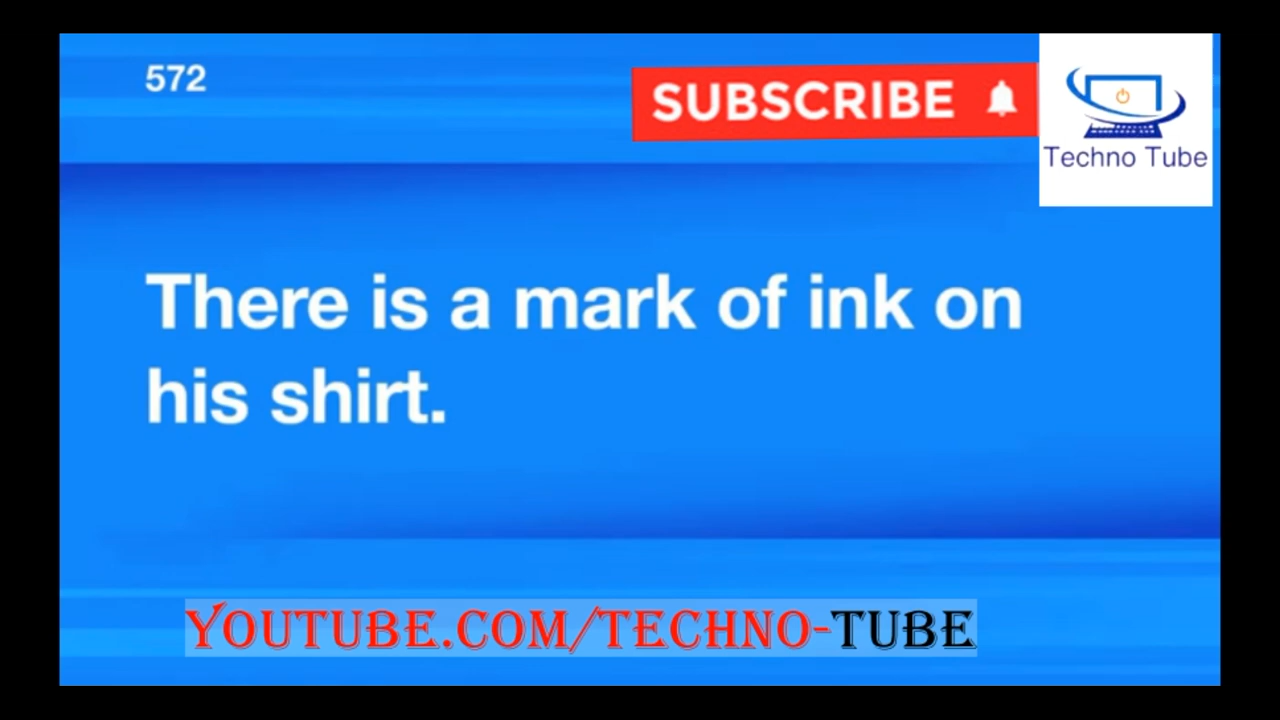 572
SUBSCRIBE
Techno Tube
There is a mark of ink on
his shirt.
YOUTUBE.COM/TECHNO-TUBE